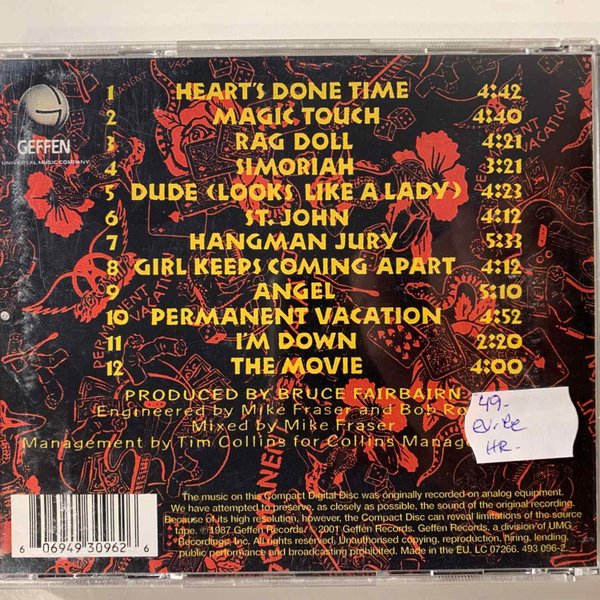 GEFFEN
UNIVERSAL MUSIC COMPANY
1 HEART'S DONE TIME 4:42
2 MAGIC TOUCH 4:40
3 RAG DOLL 4:21
4 SIMORIAH 3:21
5 DUDE (LOOKS LIKE A LADY) 4:23
6 ST. JOHN 4:12
7 HANGMAN JURY 5:33
8 GIRL KEEPS COMING APART 4:12
9 ANGEL 5:10
10 PERMANENT VACATION 4:52
11 I'M DOWN 2:20
12 THE MOVIE 4:00
PRODUCED BY BRUCE FAIRBAIRN
Engineered by Mike Fraser and Bob Ro
Mixed by Mike Fraser
Management by Tim Collins for Collins Manag
49-
HR-
The music on this Compact Digital Disc was originally recorded on analog equipment.
We have attempted to preserve, as closely as possible, the sound of the original recording.
Because of its high resolution, however, the Compact Disc can reveal limitations of the source
tape. ℗1987 Geffen Records/©2001 Geffen Records. Geffen Records, a division of UMG
Recordings, Inc. All rights reserved. Unauthorised copying, reproduction, hiring, lending,
public performance and broadcasting prohibited. Made in the EU. LC 07266. 493 096-2
6 06949 30962 6